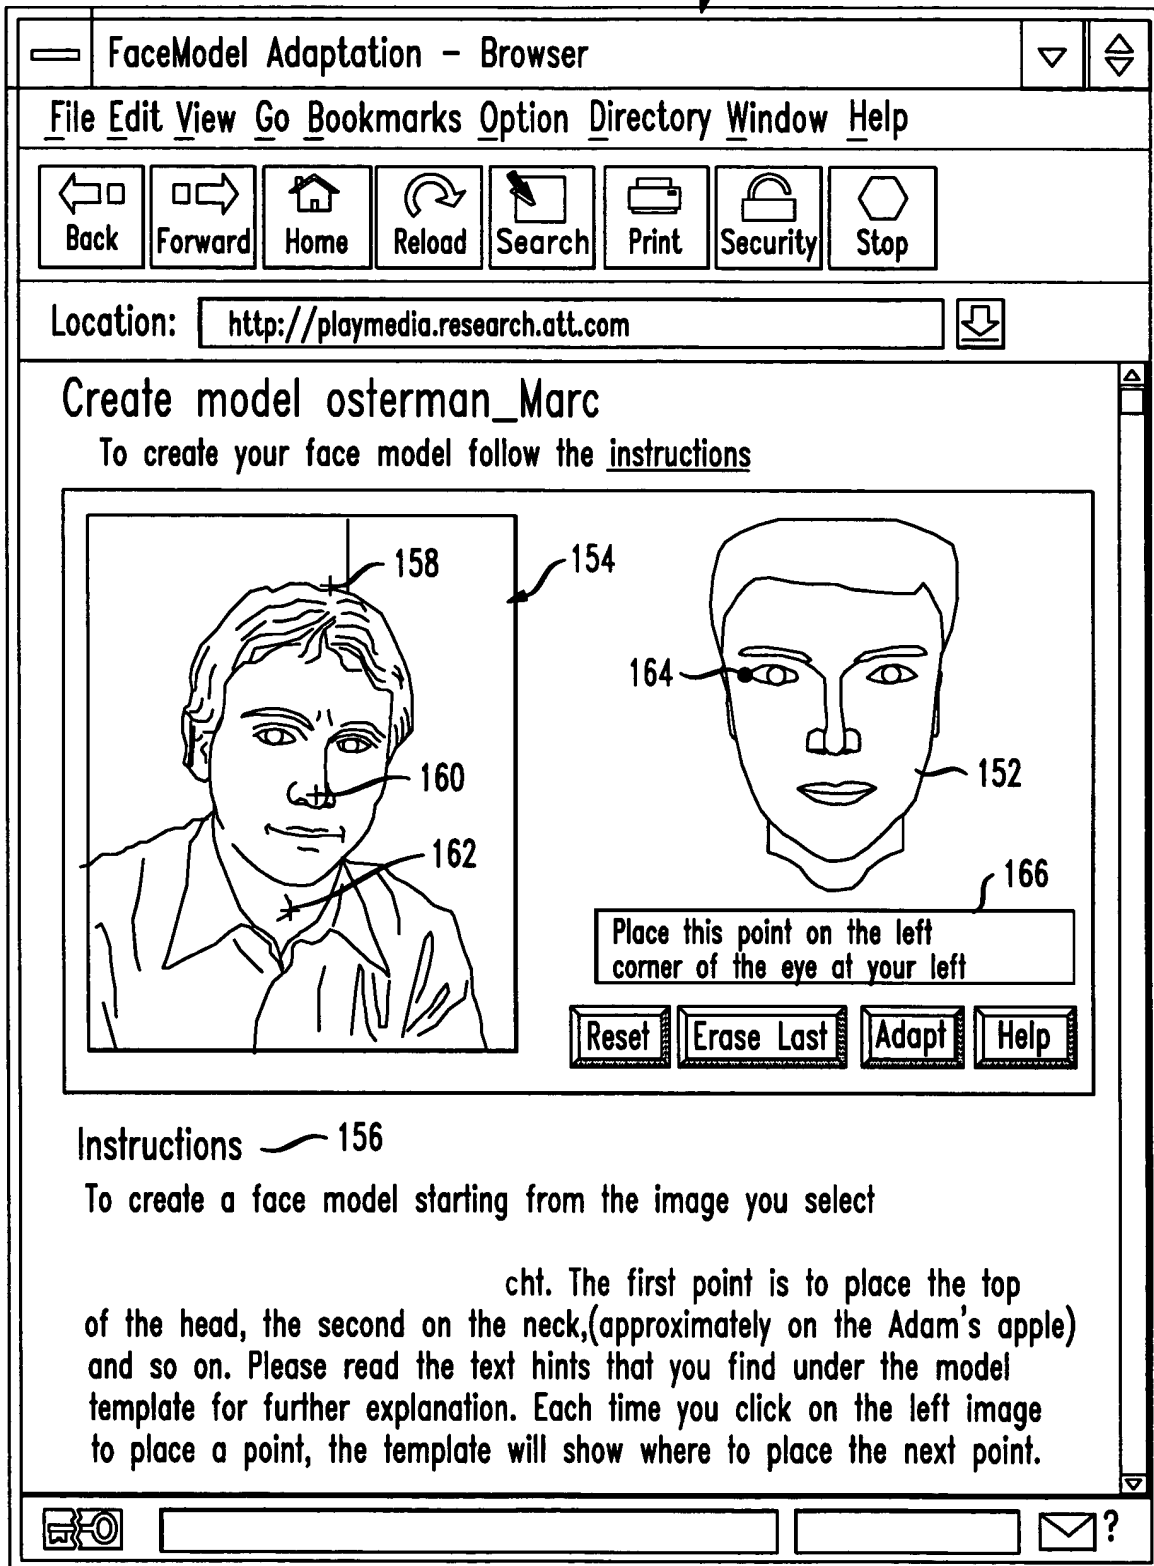 FaceModel Adaptation - Browser
File Edit View Go Bookmarks Option Directory Window Help
Back Forward Home Reload Search Print Security Stop
Location: http://playmedia.research.att.com
Create model osterman_Marc
To create your face model follow the instructions
158
154
164
160
152
162
166
Place this point on the left
corner of the eye at your left
Reset Erase Last Adapt Help
Instructions 156
To create a face model starting from the image you select
cht. The first point is to place the top
of the head, the second on the neck,(approximately on the Adam's apple)
and so on. Please read the text hints that you find under the model
template for further explanation. Each time you click on the left image
to place a point, the template will show where to place the next point.
?